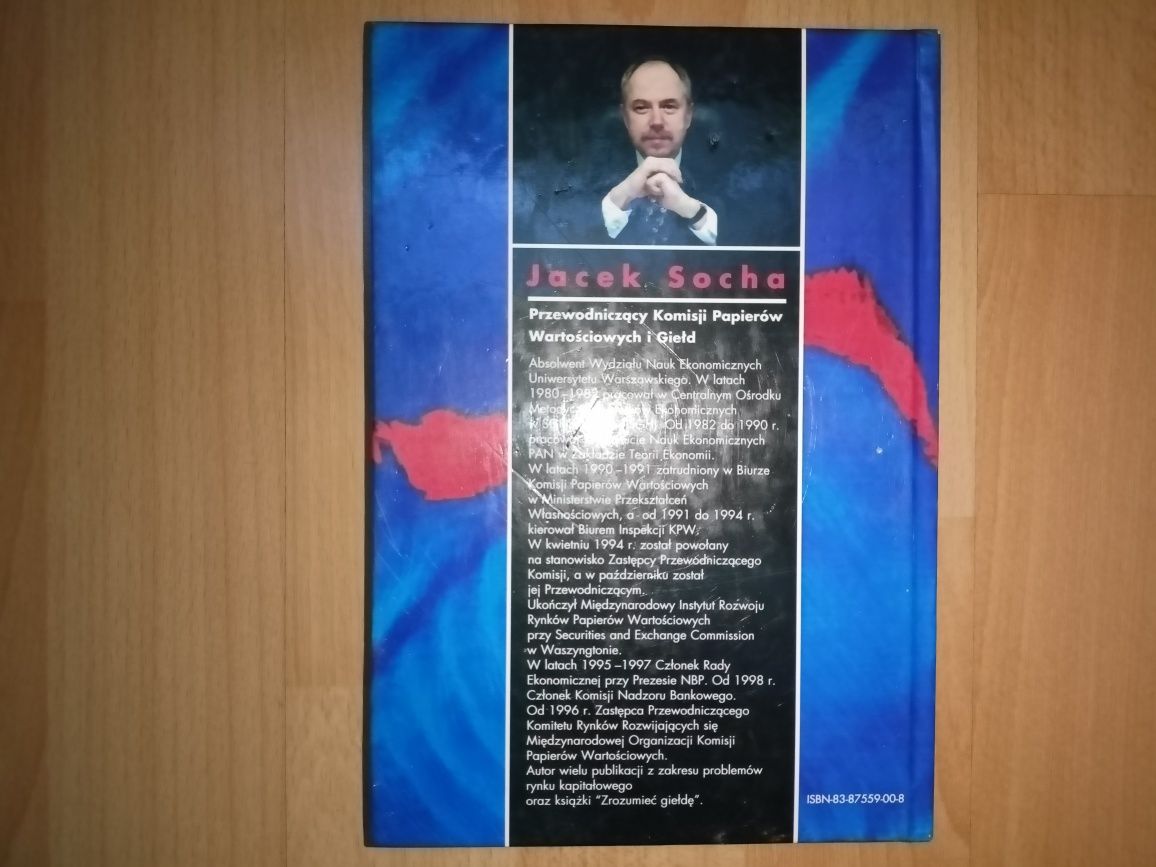 Jacek Socha
Przewodniczący Komisji Papierów
Wartościowych i Giełd
Absolwent Wydziału Nauk Ekonomicznych
Uniwersytetu Warszawskiego. W latach
1980–1982 pracował w Centralnym Ośrodku
Ekonomicznych
Od 1982 do 1990 r.
pracował Nauk Ekonomicznych
PAN w Zakładzie Teorii Ekonomii.
W latach 1990–1991 zatrudniony w Biurze
Komisji Papierów Wartościowych
w Ministerstwie Przekształceń
Własnościowych, a od 1991 do 1994 r.
kierował Biurem Inspekcji KPW.
W kwietniu 1994 r. został powołany
na stanowisko Zastępcy Przewodniczącego
Komisji, a w październiku został
jej Przewodniczącym.
Ukończył Międzynarodowy Instytut Rozwoju
Rynków Papierów Wartościowych
przy Securities and Exchange Commission
w Waszyngtonie.
W latach 1995–1997 Członek Rady
Ekonomicznej przy Prezesie NBP. Od 1998 r.
Członek Komisji Nadzoru Bankowego.
Od 1996 r. Zastępca Przewodniczącego
Komitetu Rynków Rozwijających się
Międzynarodowej Organizacji Komisji
Papierów Wartościowych.
Autor wielu publikacji z zakresu problemów
rynku kapitałowego
oraz książki "Zrozumieć giełdę".
ISBN-83-87559-00-8